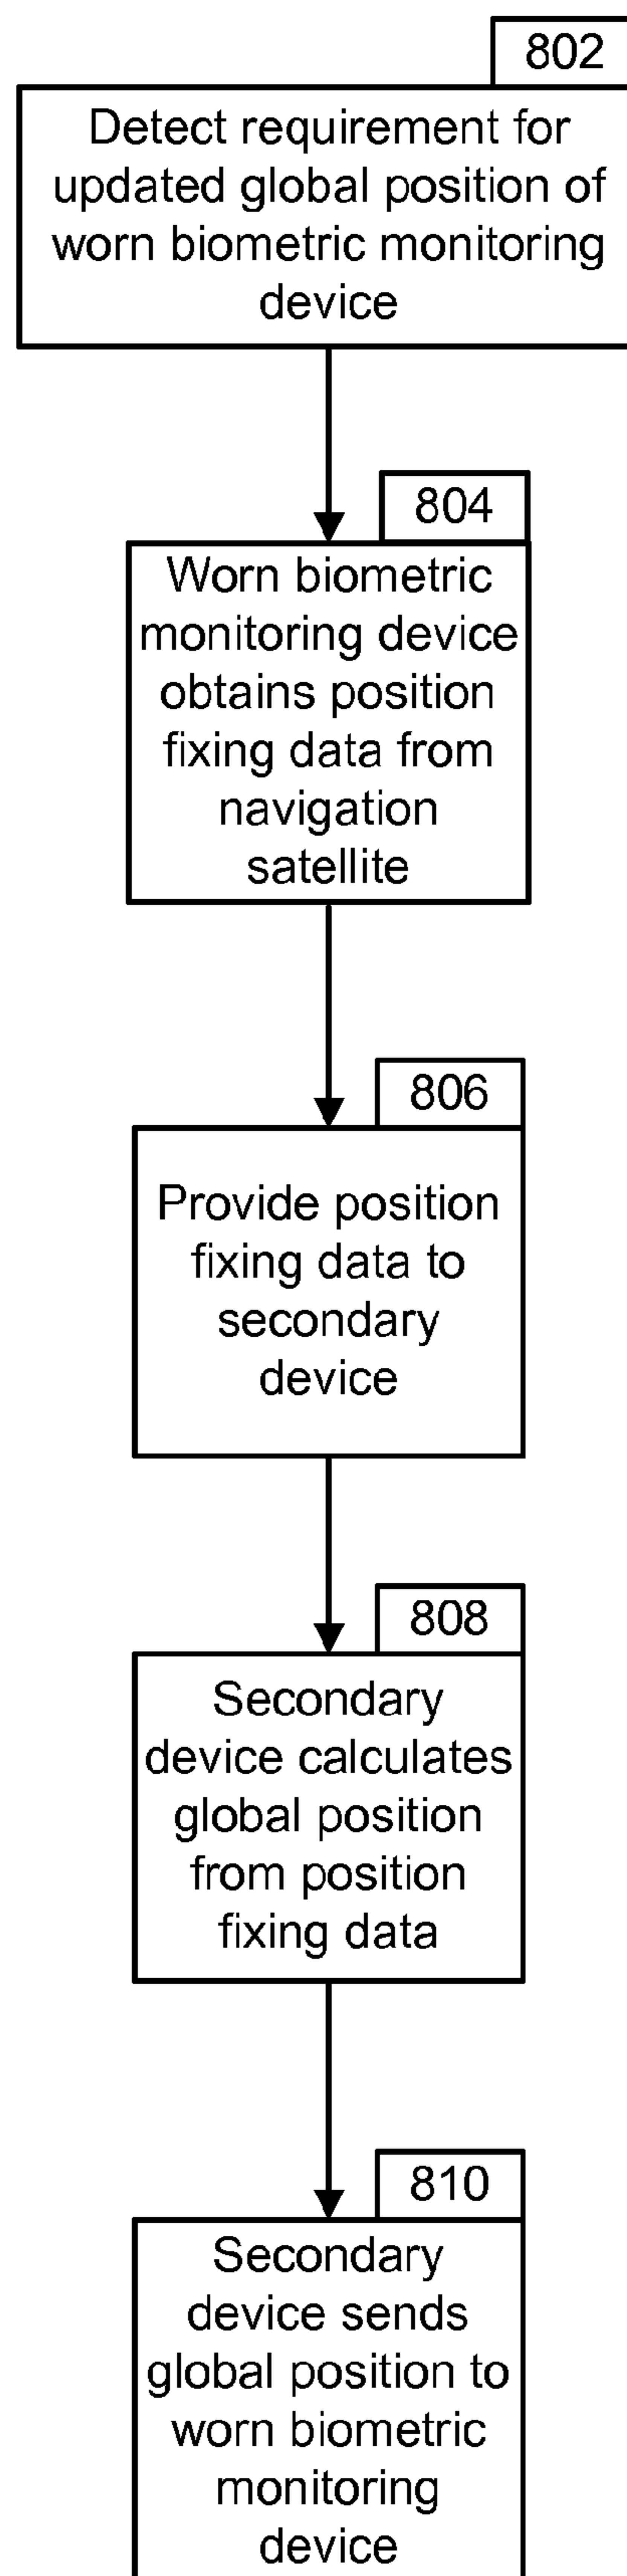 802
Detect requirement for
updated global position of
worn biometric monitoring
device
804
Worn biometric
monitoring device
obtains position
fixing data from
navigation
satellite
806
Provide position
fixing data to
secondary
device
808
Secondary
device calculates
global position
from position
fixing data
810
Secondary
device sends
global position to
worn biometric
monitoring
device